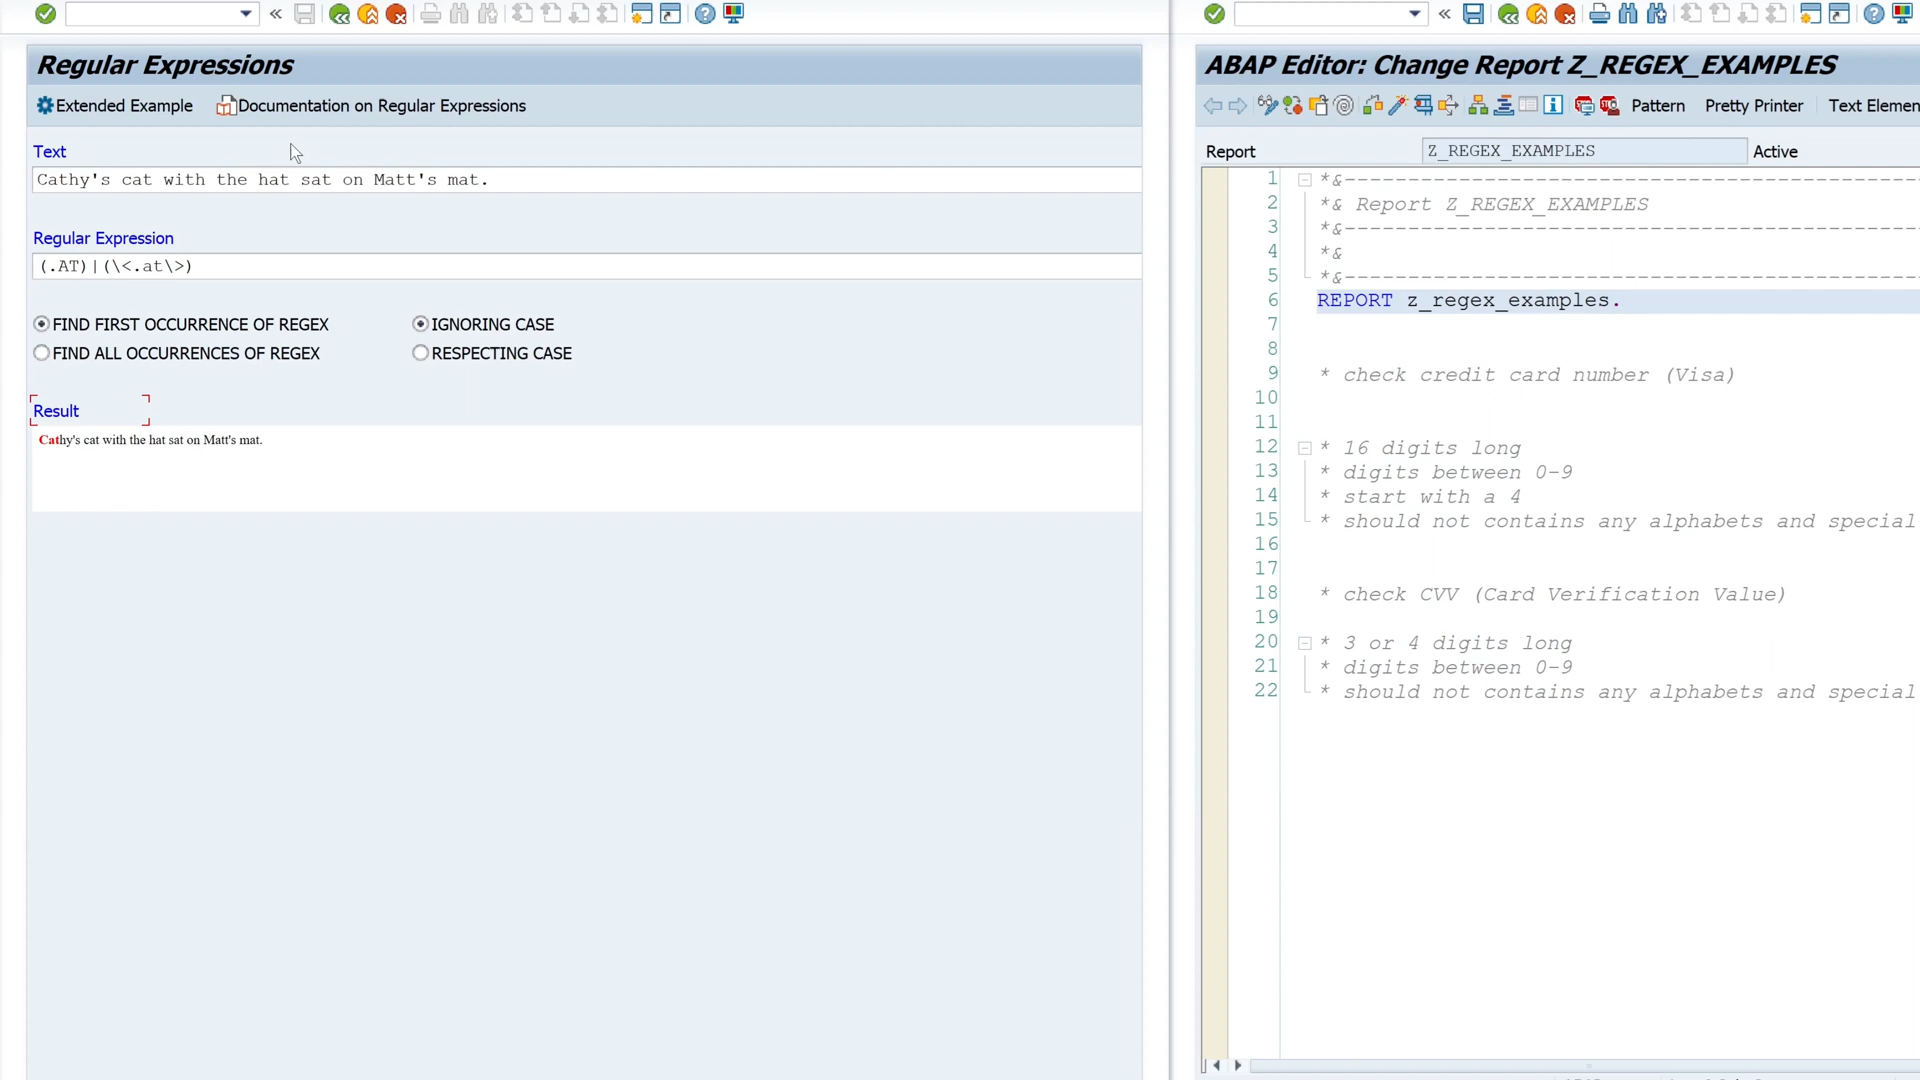 Regular Expressions
Extended Example
Documentation on Regular Expressions
Text
Cathy's cat with the hat sat on Matt's mat.
Regular Expression
(.AT)|(\<.at\>)
FIND FIRST OCCURRENCE OF REGEX
IGNORING CASE
FIND ALL OCCURRENCES OF REGEX
RESPECTING CASE
Result
Cathy's cat with the hat sat on Matt's mat.
ABAP Editor: Change Report Z_REGEX_EXAMPLES
Pattern
Pretty Printer
Text Elemen
Report
Z_REGEX_EXAMPLES
Active
1 *&---------------------------------------------
2 *& Report Z_REGEX_EXAMPLES
3 *&---------------------------------------------
4 *&
5 *&---------------------------------------------
6 REPORT z_regex_examples.
7
8
9 * check credit card number (Visa)
10
11
12 * 16 digits long
13 * digits between 0-9
14 * start with a 4
15 * should not contains any alphabets and special
16
17
18 * check CVV (Card Verification Value)
19
20 * 3 or 4 digits long
21 * digits between 0-9
22 * should not contains any alphabets and special